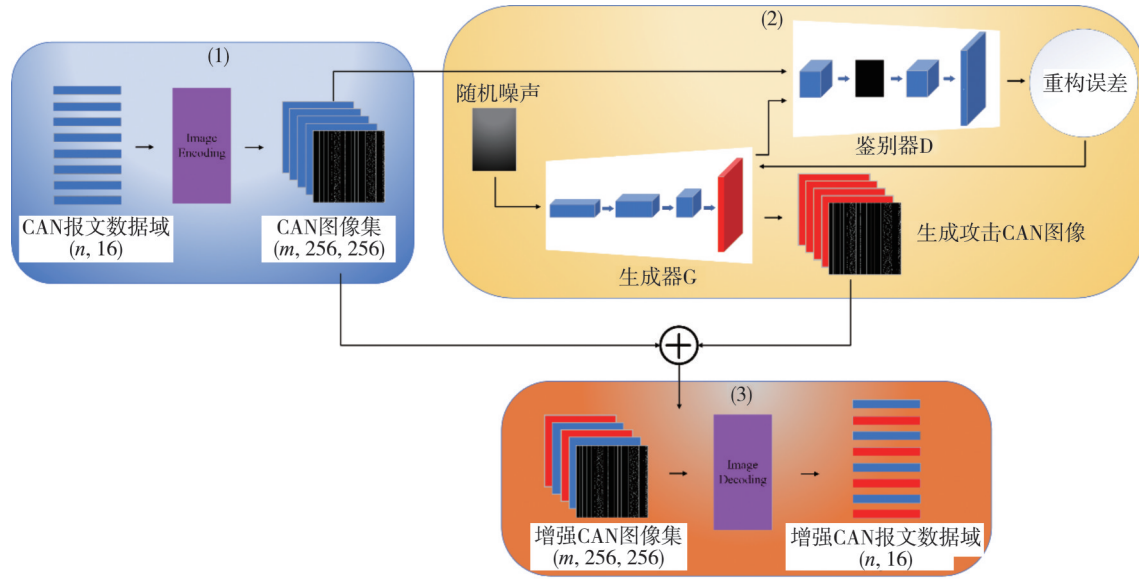 (1)
Image
Encoding
CAN报文数据域
(n, 16)
CAN图像集
(m, 256, 256)
(2)
随机噪声
生成器G
鉴别器D
重构误差
生成攻击CAN图像
(3)
增强CAN图像集
(m, 256, 256)
Image
Decoding
增强CAN报文数据域
(n, 16)